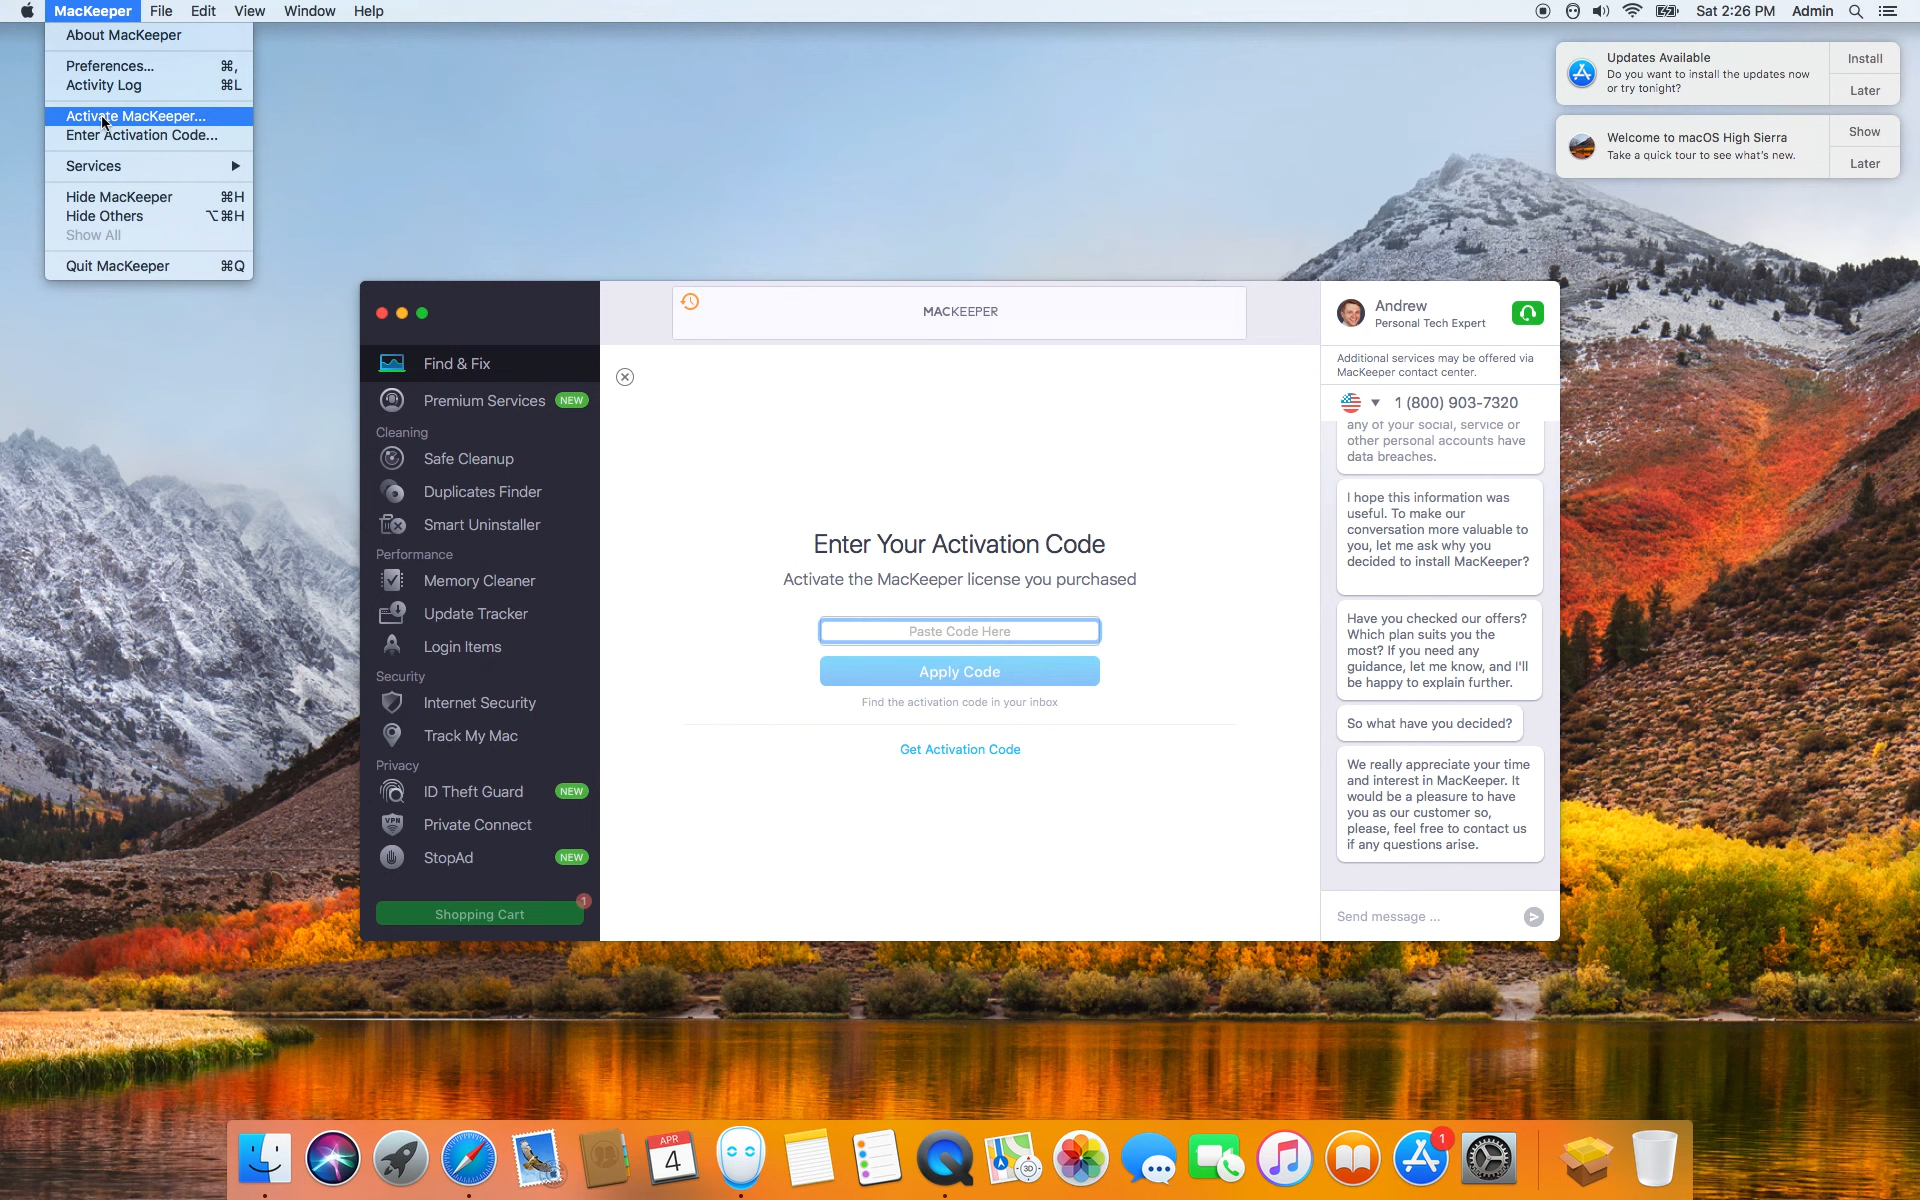 MacKeeper File Edit View Window Help
Sat 2:26 PM Admin
About MacKeeper
Preferences... ⌘,
Activity Log ⌘L
Activate MacKeeper...
Enter Activation Code...
Services
Hide MacKeeper ⌘H
Hide Others ⌥⌘H
Show All
Quit MacKeeper ⌘Q
Updates Available
Do you want to install the updates now
or try tonight?
Install
Later
Welcome to macOS High Sierra
Take a quick tour to see what's new.
Show
Later
Find & Fix
Premium Services NEW
Cleaning
Safe Cleanup
Duplicates Finder
Smart Uninstaller
Performance
Memory Cleaner
Update Tracker
Login Items
Security
Internet Security
Track My Mac
Privacy
ID Theft Guard NEW
VPN Private Connect
StopAd NEW
Shopping Cart 1
MACKEEPER
Enter Your Activation Code
Activate the MacKeeper license you purchased
Paste Code Here
Apply Code
Find the activation code in your inbox
Get Activation Code
Andrew
Personal Tech Expert
Additional services may be offered via
MacKeeper contact center.
1 (800) 903-7320
any of your social, service or
other personal accounts have
data breaches.
I hope this information was
useful. To make our
conversation more valuable to
you, let me ask why you
decided to install MacKeeper?
Have you checked our offers?
Which plan suits you the
most? If you need any
guidance, let me know, and I'll
be happy to explain further.
So what have you decided?
We really appreciate your time
and interest in MacKeeper. It
would be a pleasure to have
you as our customer so,
please, feel free to contact us
if any questions arise.
Send message ...
APR
4
3D
1